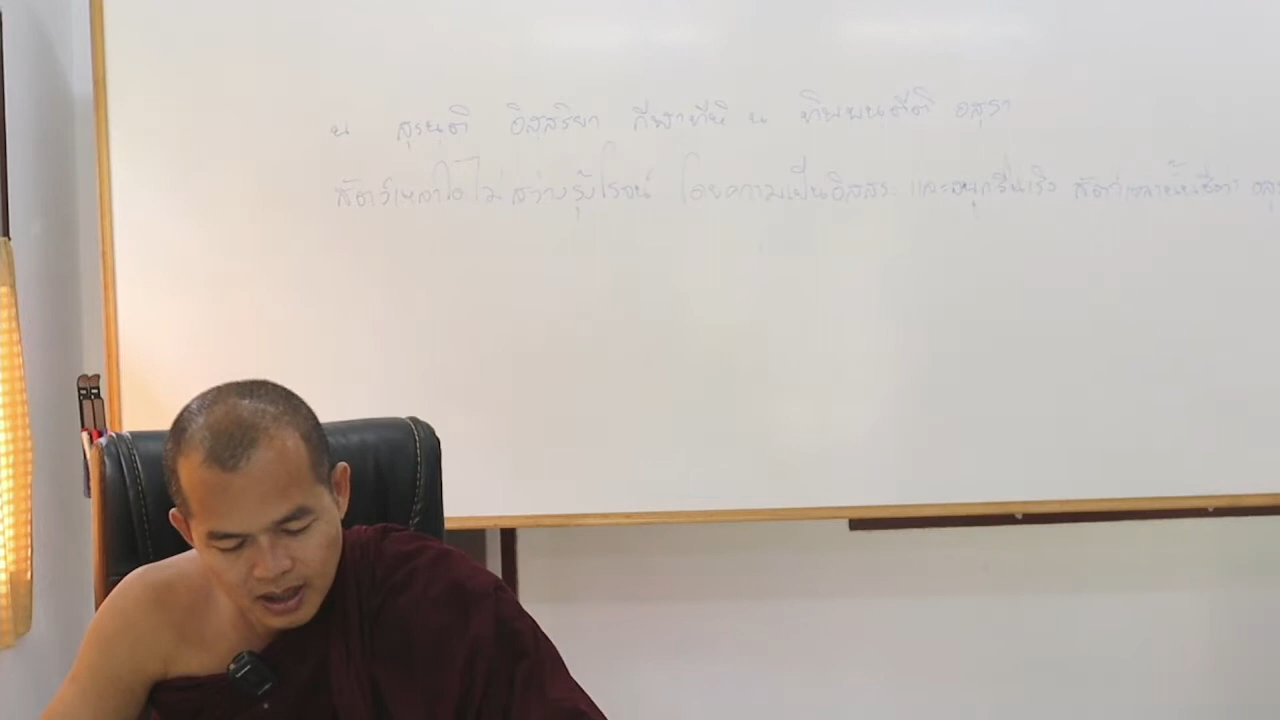 น สุรนฺติ อิสฺสริยา กีฬาทีหิ น ทิพฺพนฺตีติ อสุรา
สัตว์เหล่าใดไม่สว่างรุ้งโรจน์ โดยความเป็นอิสสระ และสนุกรื่นเริง สัตว์เหล่านั้นชื่อว่า